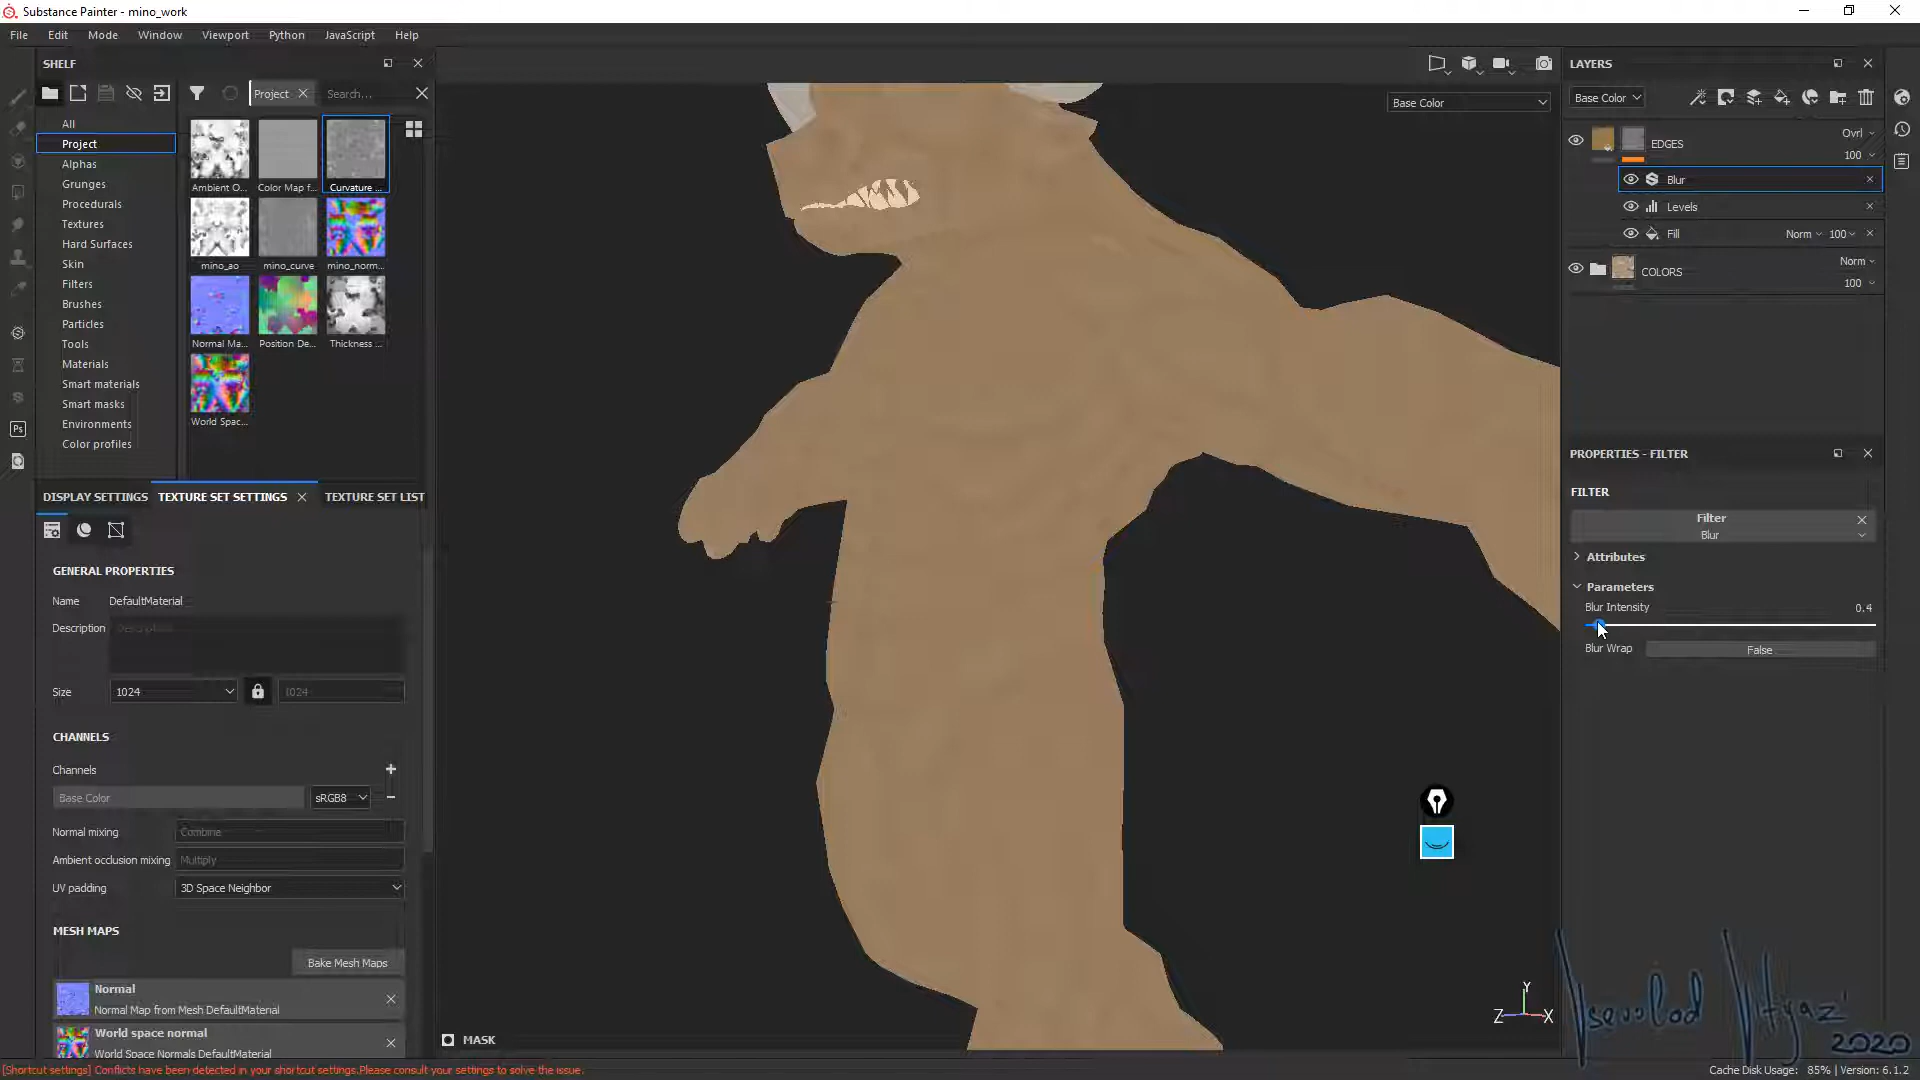 Substance Painter - mino_work
File Edit Mode Window Viewport Python JavaScript Help
SHELF
Project
Search...
All
Project
Alphas
Grunges
Procedurals
Textures
Hard Surfaces
Skin
Filters
Brushes
Particles
Tools
Materials
Smart materials
Smart masks
Environments
Color profiles
Ambient O... Color Map f... Curvature ...
mino_ao mino_curve mino_norm...
Normal Ma... Position De... Thickness ...
World Spac...
Ps
DISPLAY SETTINGS TEXTURE SET SETTINGS TEXTURE SET LIST
GENERAL PROPERTIES
Name DefaultMaterial
Description Description
Size 1024 1024
CHANNELS
Channels
Base Color sRGB8
Normal mixing Combine
Ambient occlusion mixing Multiply
UV padding 3D Space Neighbor
MESH MAPS
Bake Mesh Maps
Normal
Normal Map from Mesh DefaultMaterial
World space normal
World Space Normals DefaultMaterial
[Shortcut settings] Conflicts have been detected in your shortcut settings.Please consult your settings to solve the issue.
Base Color
MASK
Y
Z X
LAYERS
Base Color
EDGES Ovrl
100
Blur
Levels
Fill Norm 100
COLORS Norm
100
PROPERTIES - FILTER
FILTER
Filter
Blur
Attributes
Parameters
Blur Intensity 0.4
Blur Wrap False
2020
Cache Disk Usage: 85% | Version: 6.1.2